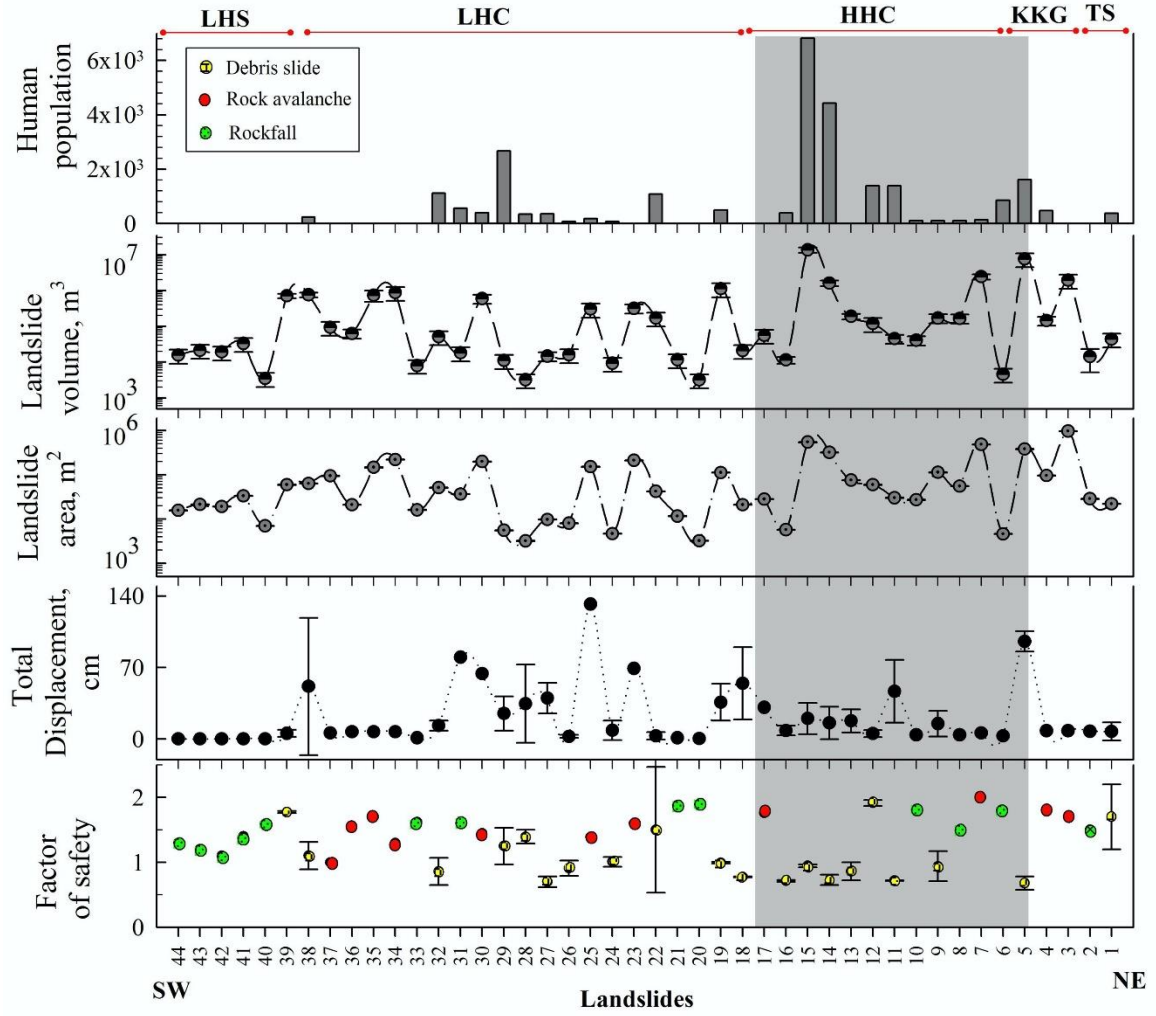 LHS LHC HHC KKG TS
Human
population
6x10³
4x10³
2x10³
0
Debris slide
Rock avalanche
Rockfall
Landslide
volume, m³
10⁷
10³
Landslide
area, m²
10⁶
10³
Total
Displacement,
cm
140
70
0
Factor
of safety
2
1
0
44 43 42 41 40 39 38 37 36 35 34 33 32 31 30 29 28 27 26 25 24 23 22 21 20 19 18 17 16 15 14 13 12 11 10 9 8 7 6 5 4 3 2 1
SW NE
Landslides